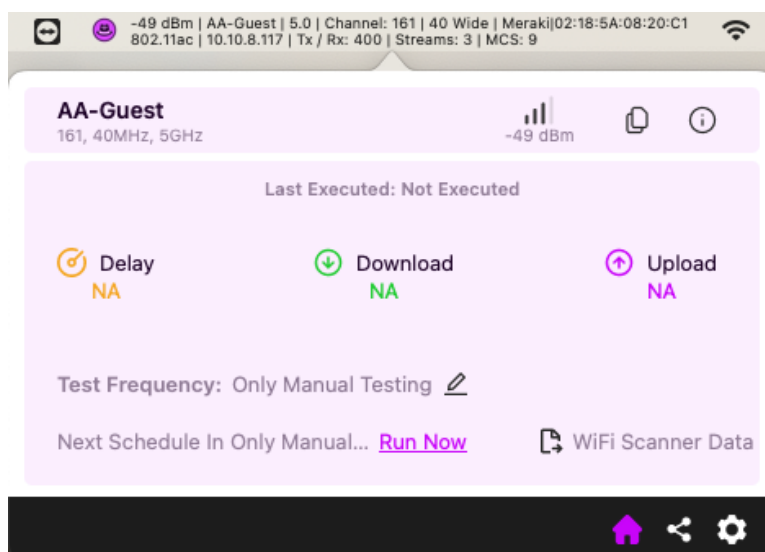 -49 dBm | AA-Guest | 5.0 | Channel: 161 | 40 Wide | Meraki|02:18:5A:08:20:C1
802.11ac | 10.10.8.117 | Tx / Rx: 400 | Streams: 3 | MCS: 9
AA-Guest
161, 40MHz, 5GHz
-49 dBm
Last Executed: Not Executed
Delay
NA
Download
NA
Upload
NA
Test Frequency: Only Manual Testing
Next Schedule In Only Manual... Run Now
WiFi Scanner Data